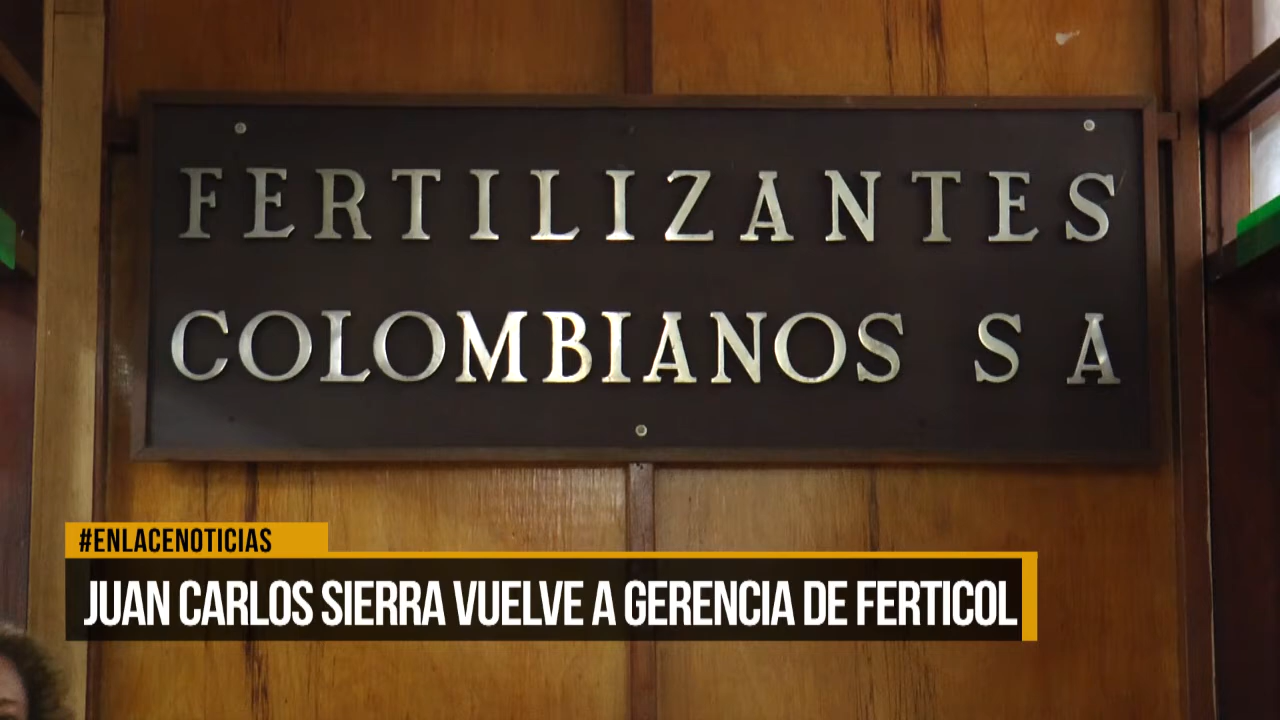 FERTILIZANTES
COLOMBIANOS S A
#ENLACENOTICIAS
JUAN CARLOS SIERRA VUELVE A GERENCIA DE FERTICOL